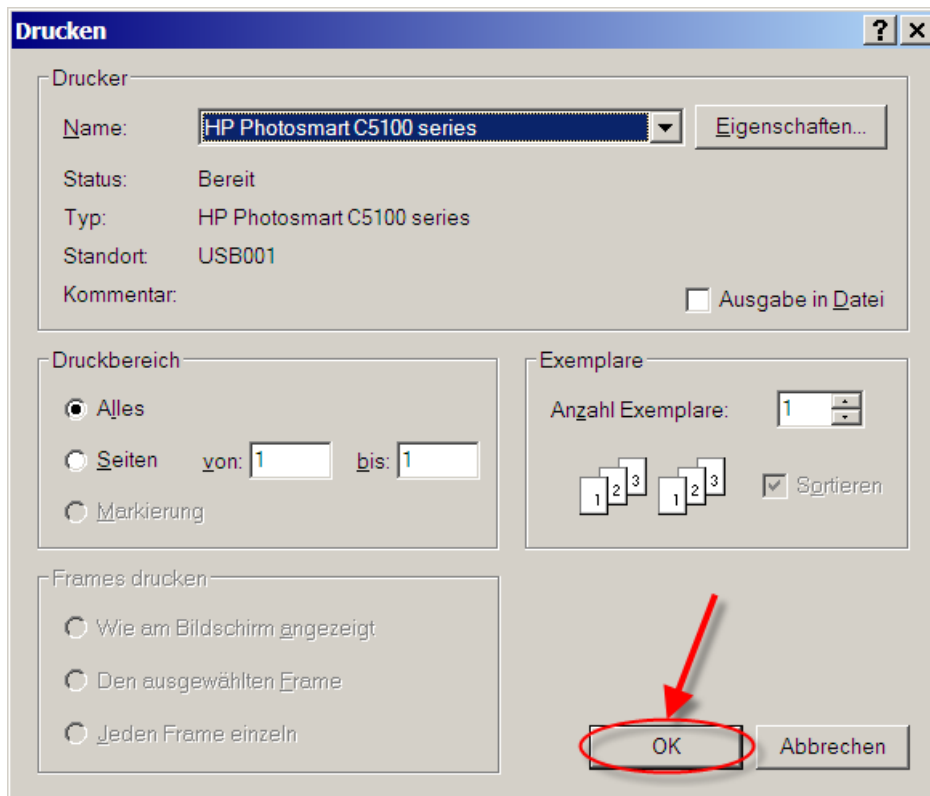 Drucken
Drucker
Name: HP Photosmart C5100 series Eigenschaften...
Status: Bereit
Typ: HP Photosmart C5100 series
Standort: USB001
Kommentar: Ausgabe in Datei
Druckbereich
Alles
Seiten von: 1 bis: 1
Markierung
Exemplare
Anzahl Exemplare: 1
1 2 3 1 2 3 Sortieren
Frames drucken
Wie am Bildschirm angezeigt
Den ausgewählten Frame
Jeden Frame einzeln
OK Abbrechen